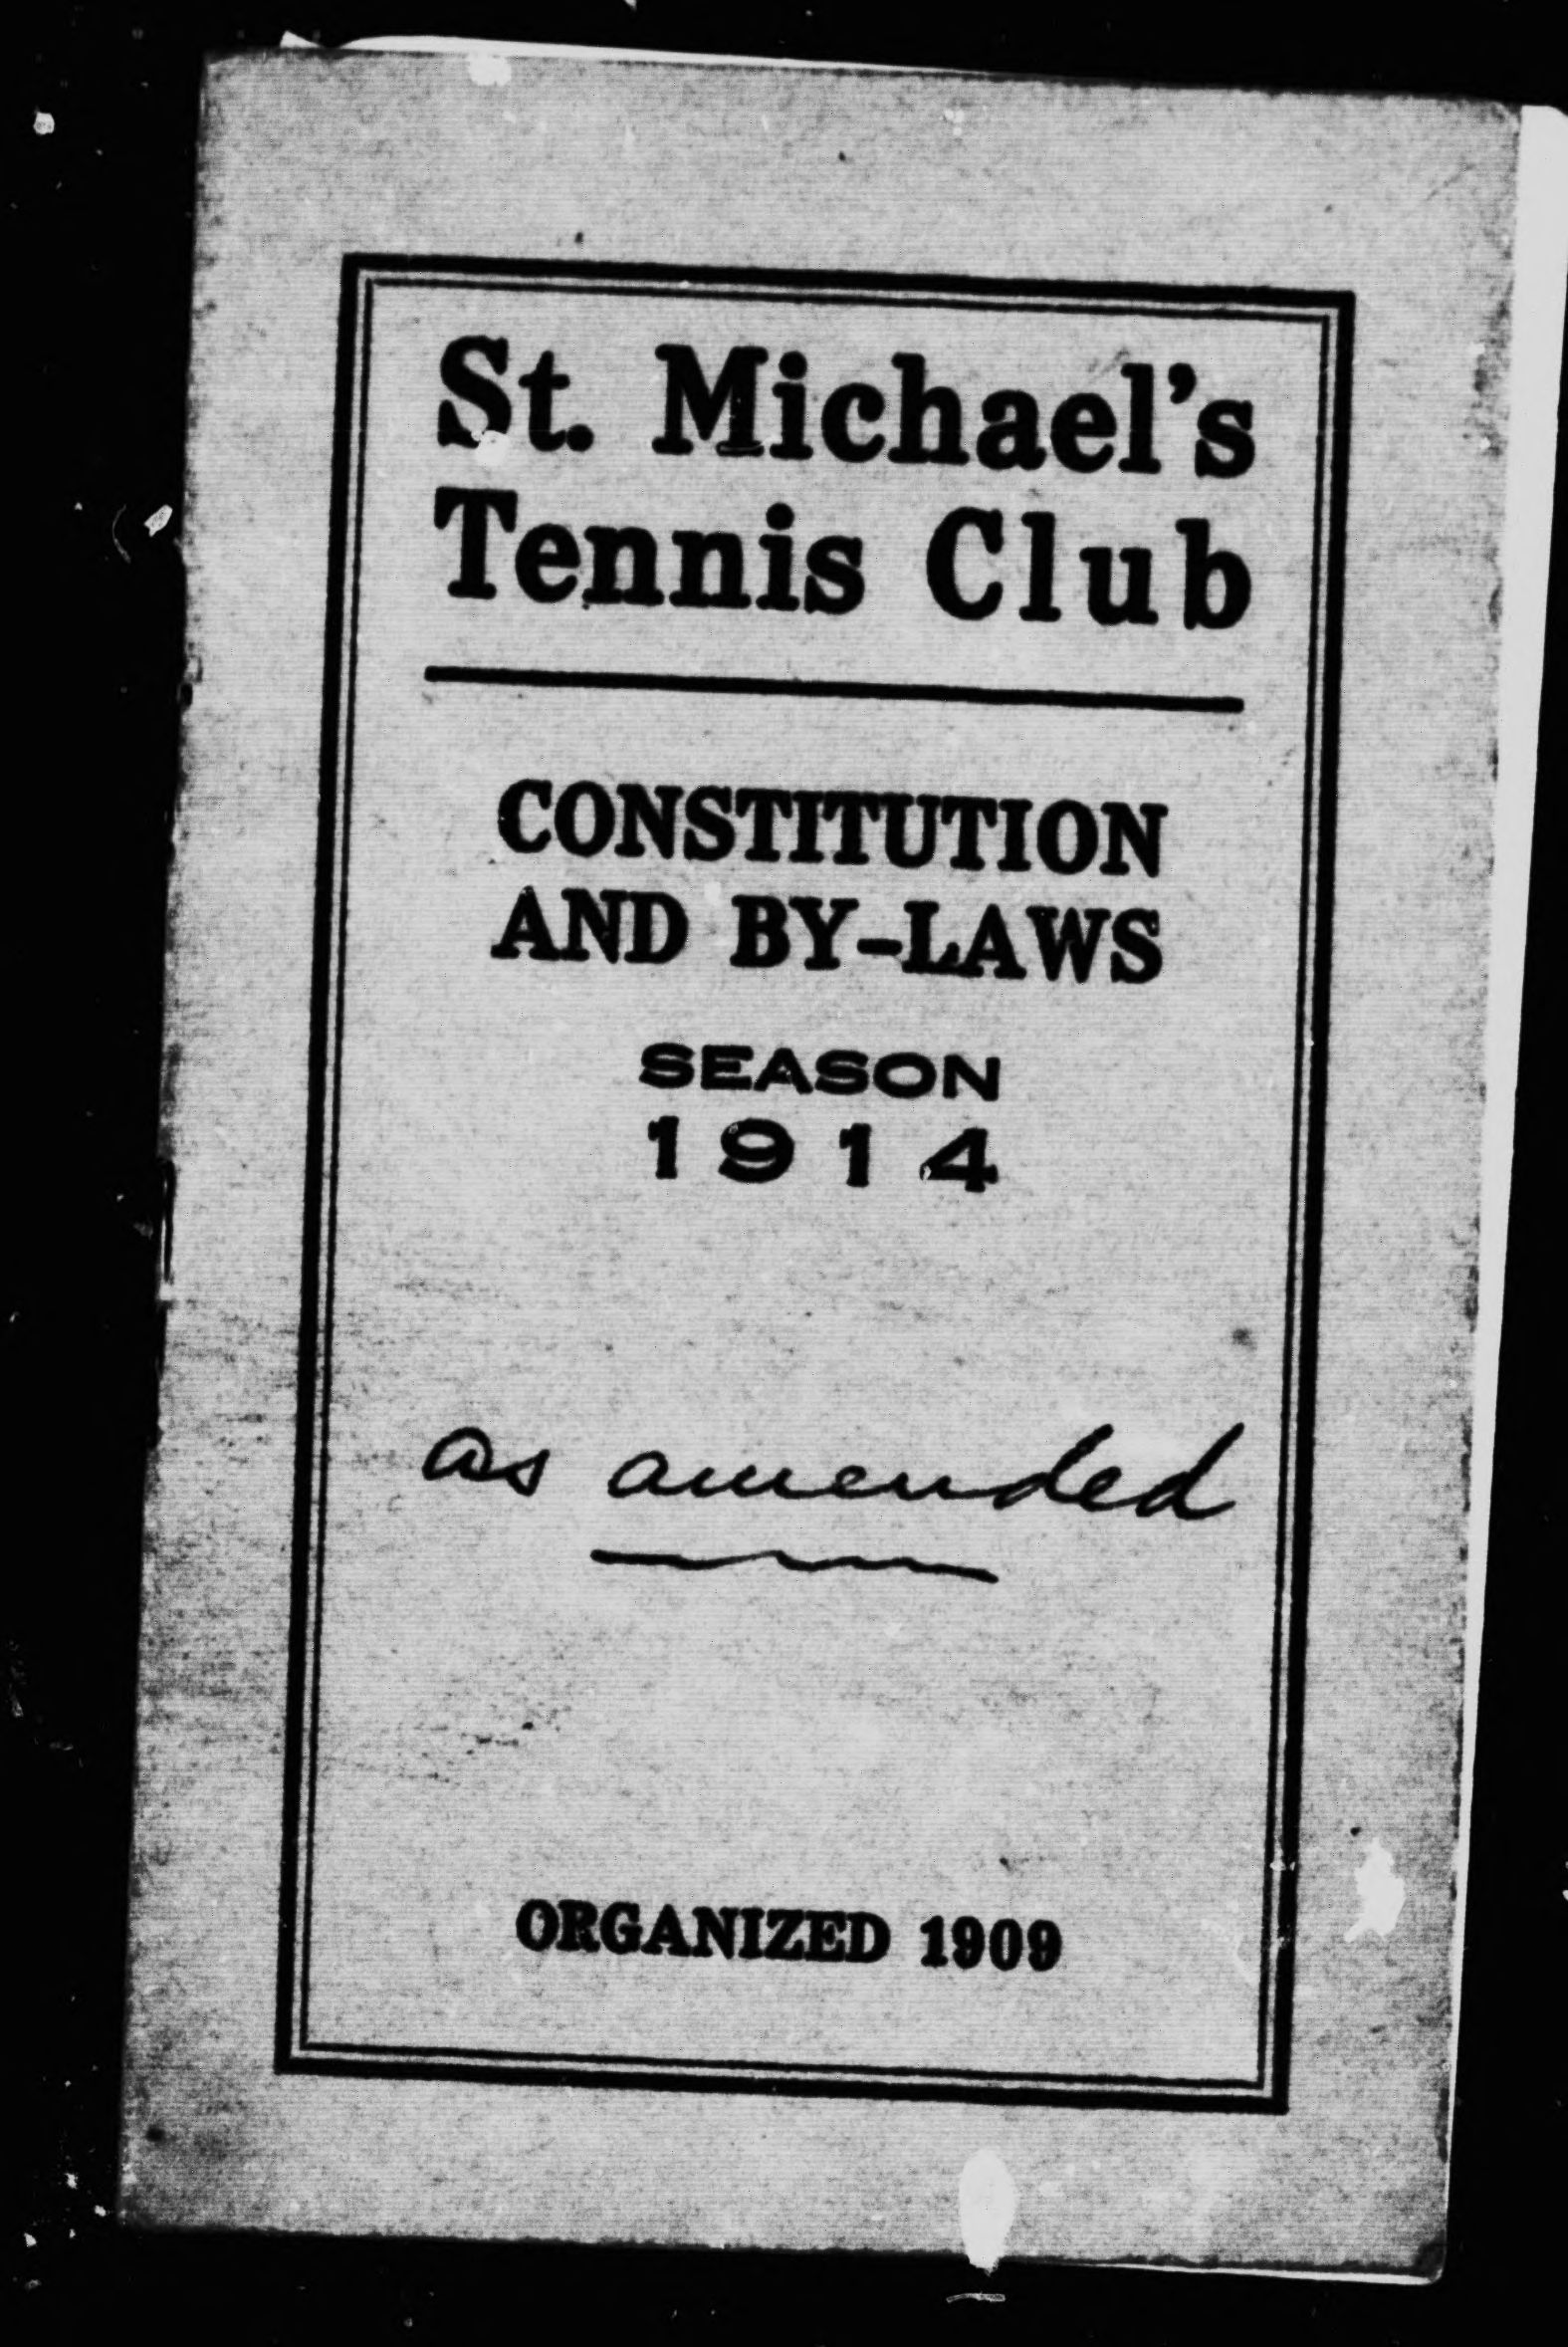 St. Michael's
Tennis Club
CONSTITUTION
AND BY-LAWS
SEASON
1914
as amended
ORGANIZED 1909